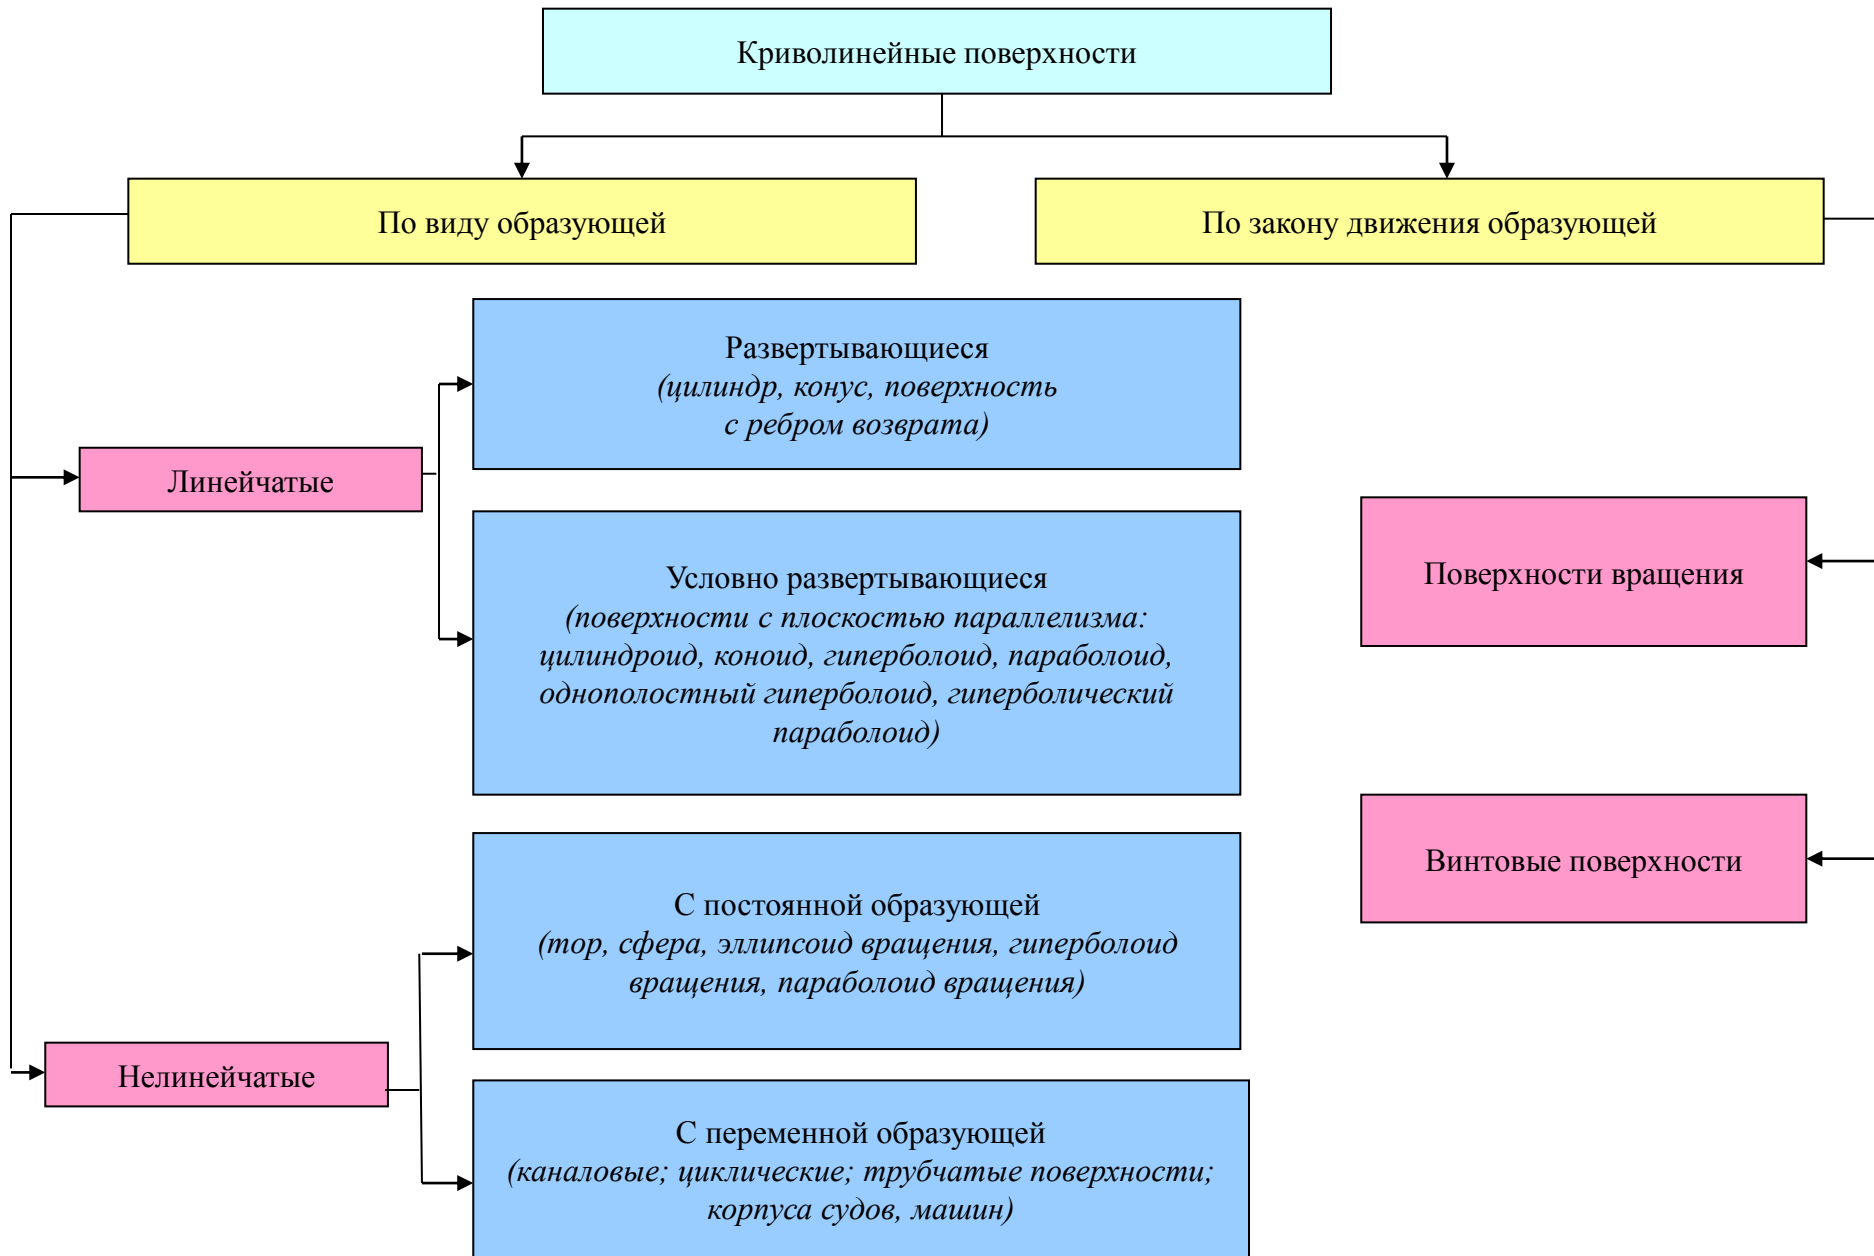 Криволинейные поверхности
По виду образующей
По закону движения образующей
Развертывающиеся
(цилиндр, конус, поверхность
с ребром возврата)
Линейчатые
Условно развертывающиеся
(поверхности с плоскостью параллелизма:
цилиндроид, коноид, гиперболоид, параболоид,
однополостный гиперболоид, гиперболический
параболоид)
Поверхности вращения
С постоянной образующей
(тор, сфера, эллипсоид вращения, гиперболоид
вращения, параболоид вращения)
Винтовые поверхности
Нелинейчатые
С переменной образующей
(каналовые; циклические; трубчатые поверхности;
корпуса судов, машин)